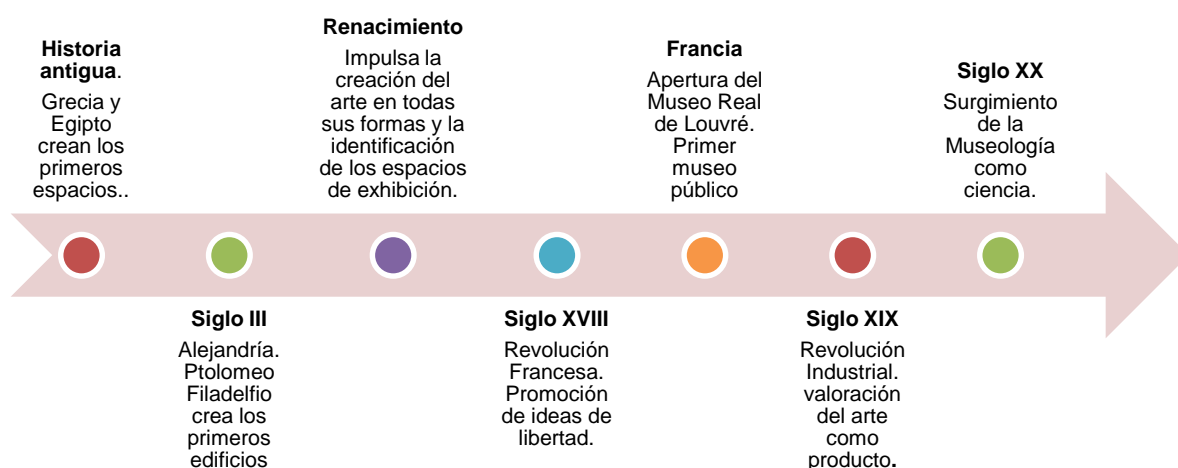 Historia
antigua.
Grecia y
Egipto
crean los
primeros
espacios..
Siglo III
Alejandría.
Ptolomeo
Filadelfio
crea los
primeros
edificios
Renacimiento
Impulsa la
creación del
arte en todas
sus formas y la
identificación
de los espacios
de exhibición.
Siglo XVIII
Revolución
Francesa.
Promoción
de ideas de
libertad.
Francia
Apertura del
Museo Real
de Louvré.
Primer
museo
público
Siglo XIX
Revolución
Industrial.
valoración
del arte
como
producto.
Siglo XX
Surgimiento
de la
Museología
como
ciencia.